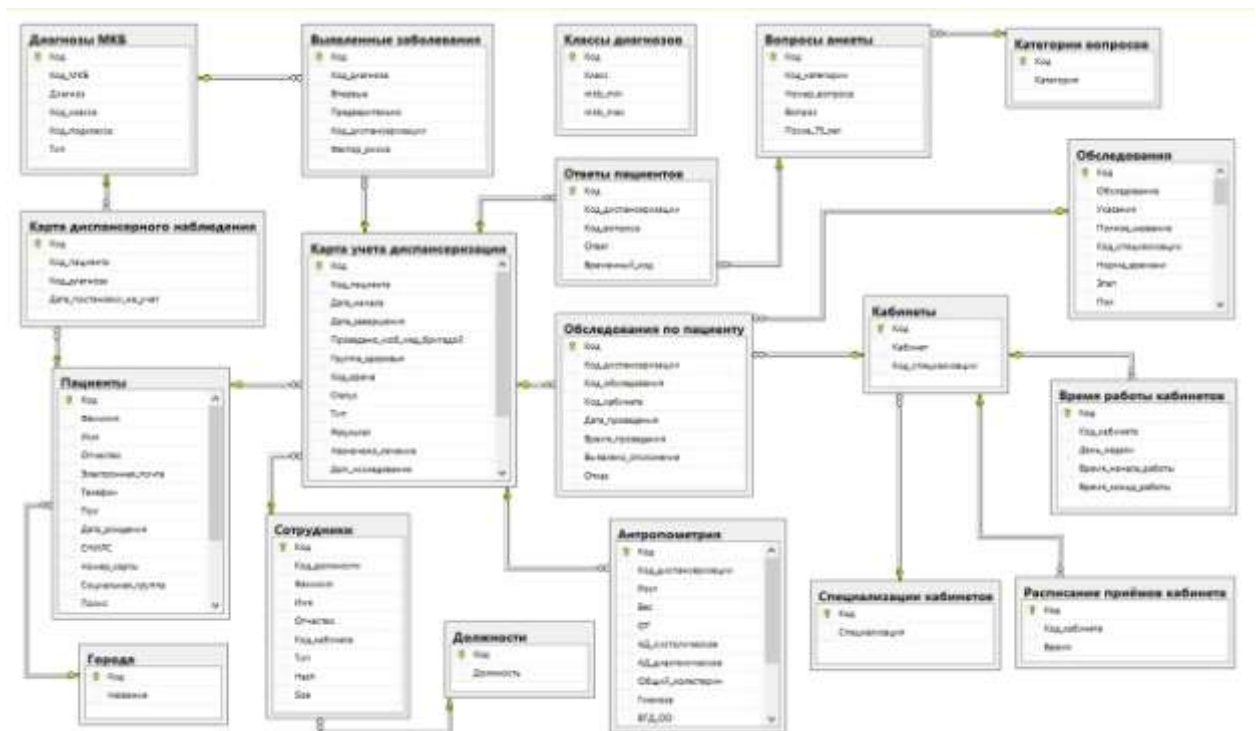 Диагнозы МКБ
Код
Код_МКБ
Диагноз
Код_класса
Код_подкласса
Тип
Выявленные заболевания
Код
Код_диагноза
Впервые
Предварительно
Код_диспансеризации
Фактор_риска
Классы диагнозов
Код
Класс
mkb_min
mkb_max
Вопросы анкеты
Код
Код_категории
Номер_вопроса
Вопрос
После_75_лет
Категории вопросов
Код
Категория
Обследования
Код
Обследование
Указания
Полное_название
Код_специализации
Норма_времени
Этап
Пол
Ответы пациентов
Код
Код_диспансеризации
Код_вопроса
Ответ
Временный_код
Карта диспансерного наблюдения
Код
Код_пациента
Код_диагноза
Дата_постановки_на_учет
Карта учета диспансеризации
Код
Код_пациента
Дата_начала
Дата_завершения
Проведено_моб_мед_бригадой
Группа_здоровья
Код_врача
Статус
Тип
Результат
Назначено_лечение
Доп_исследование
Обследования по пациенту
Код
Код_диспансеризации
Код_обследования
Код_кабинета
Дата_проведения
Время_проведения
Выявлено_отклонение
Отказ
Кабинеты
Код
Кабинет
Код_специализации
Время работы кабинетов
Код
Код_кабинета
День_недели
Время_начала_работы
Время_конца_работы
Пациенты
Код
Фамилия
Имя
Отчество
Электронная_почта
Телефон
Пол
Дата_рождения
СНИЛС
Номер_карты
Социальная_группа
Полис
Сотрудники
Код
Код_должности
Фамилия
Имя
Отчество
Код_кабинета
Тип
Hash
Должности
Код
Должность
Антропометрия
Код
Код_диспансеризации
Рост
Вес
ОТ
АД_систолическое
АД_диастолическое
Общий_холестерин
Глюкоза
ВГД_OD
Специализации кабинетов
Код
Специализация
Расписание приёмов кабинета
Код
Код_кабинета
Время
Города
Код
Название